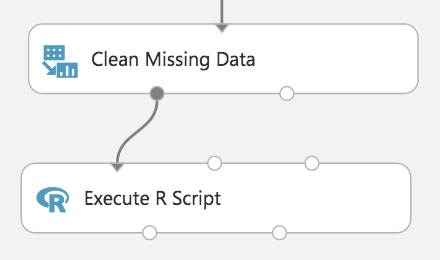 Clean Missing Data
R
Execute R Script